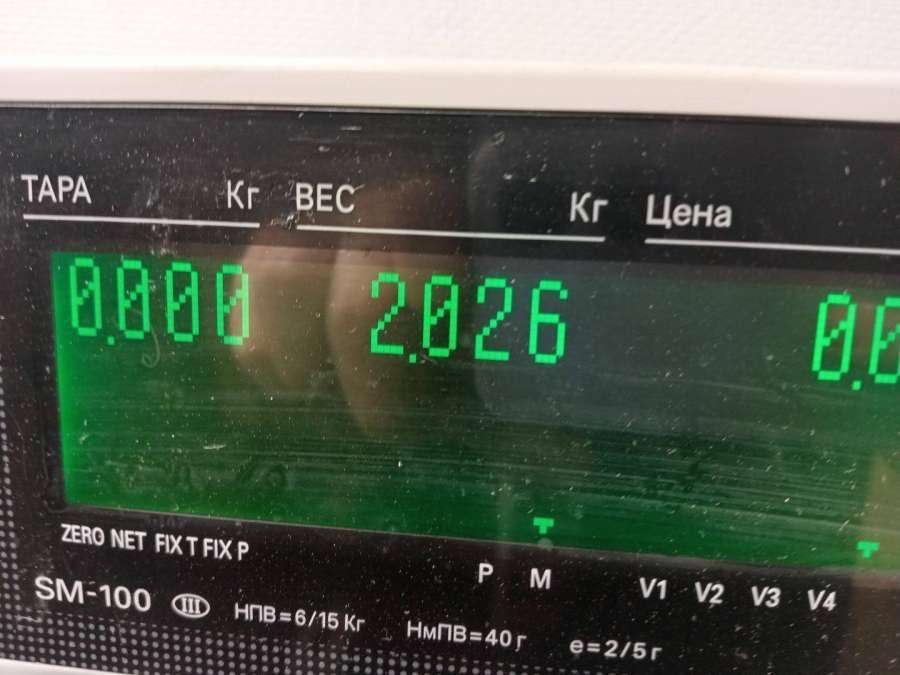 ТАРА Кг ВЕС Кг Цена
0.000 2.026 0.0
ZERO NET FIX T FIX P P M V1 V2 V3 V4
SM-100 III НПВ=6/15 Кг НмПВ=40 г e=2/5 г